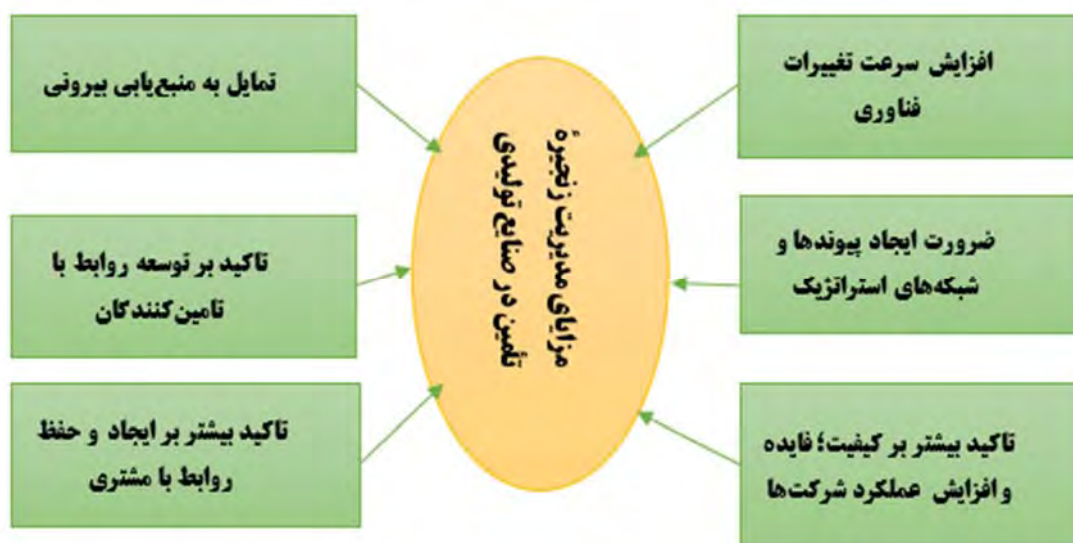 افزایش سرعت تغییرات
فناوری
تمایل به منبع‌یابی بیرونی
مزایای مدیریت زنجیرۀ
تأمین در صنایع تولیدی
ضرورت ایجاد پیوندها و
شبکه‌های استراتژیک
تاکید بر توسعه روابط با
تامین‌کنندگان
تاکید بیشتر بر کیفیت؛ فایده
و افزایش عملکرد شرکت‌ها
تاکید بیشتر بر ایجاد و حفظ
روابط با مشتری